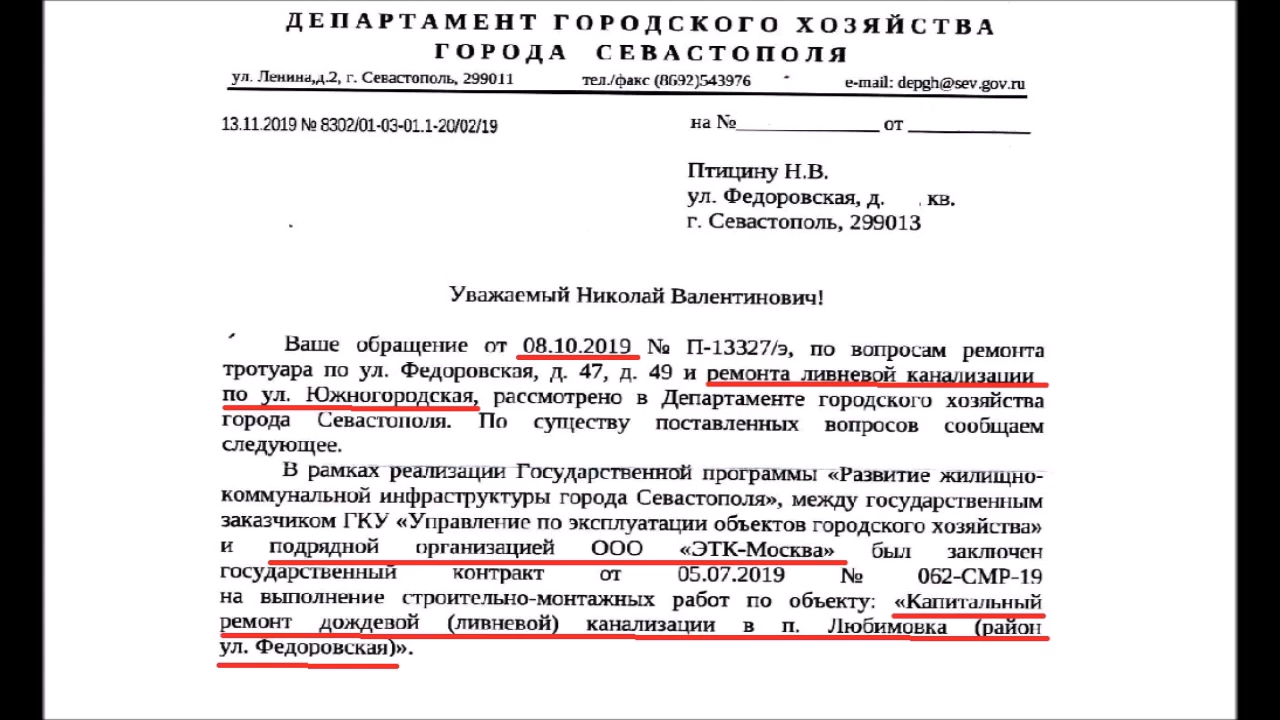 ДЕПАРТАМЕНТ ГОРОДСКОГО ХОЗЯЙСТВА
ГОРОДА СЕВАСТОПОЛЯ
ул. Ленина,д.2, г. Севастополь, 299011 тел./факс (8692)543976 e-mail: depgh@sev.gov.ru
13.11.2019 № 8302/01-03-01.1-20/02/19 на №____________ от __________
Птицину Н.В.
ул. Федоровская, д. , кв.
г. Севастополь, 299013
Уважаемый Николай Валентинович!
Ваше обращение от 08.10.2019 № П-13327/э, по вопросам ремонта
тротуара по ул. Федоровская, д. 47, д. 49 и ремонта ливневой канализации
по ул. Южногородская, рассмотрено в Департаменте городского хозяйства
города Севастополя. По существу поставленных вопросов сообщаем
следующее.
В рамках реализации Государственной программы «Развитие жилищно-
коммунальной инфраструктуры города Севастополя», между государственным
заказчиком ГКУ «Управление по эксплуатации объектов городского хозяйства»
и подрядной организацией ООО «ЭТК-Москва» был заключен
государственный контракт от 05.07.2019 № 062-СМР-19
на выполнение строительно-монтажных работ по объекту: «Капитальный
ремонт дождевой (ливневой) канализации в п. Любимовка (район
ул. Федоровская)».